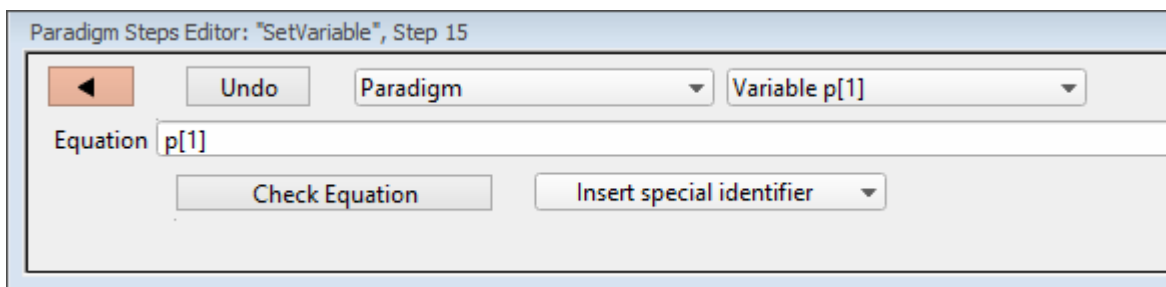 Paradigm Steps Editor: "SetVariable", Step 15
Undo Paradigm Variable p[1]
Equation p[1]
Check Equation Insert special identifier